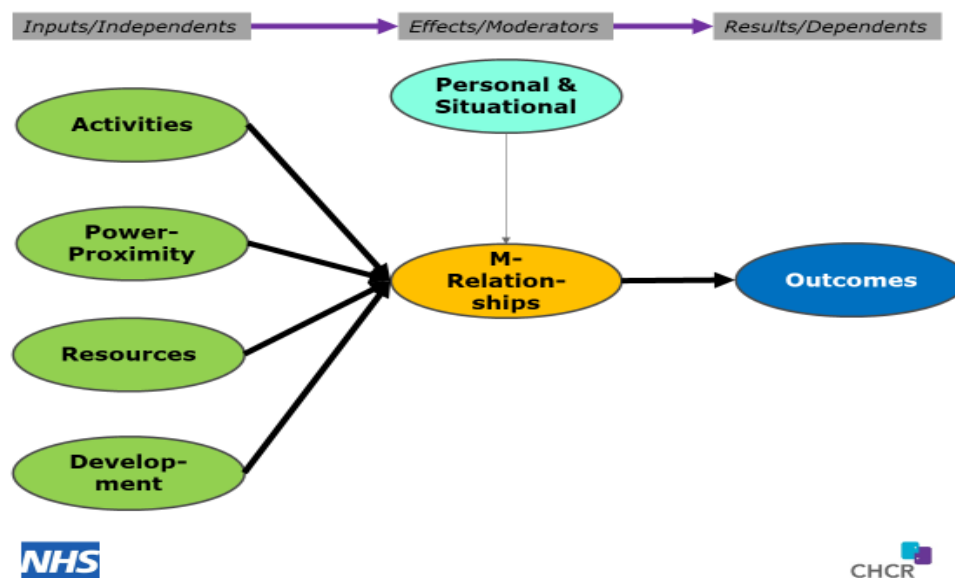 Inputs/Independents
Effects/Moderators
Results/Dependents
Personal &
Situational
Activities
Power-
Proximity
M-
Relation-
ships
Outcomes
Resources
Develop-
ment
NHS
CHCR